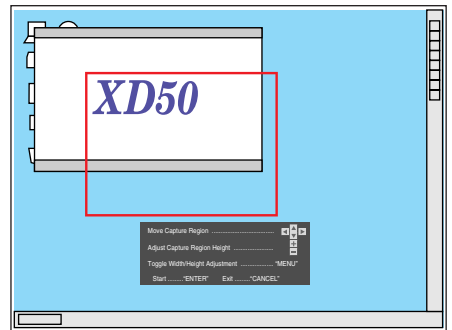 XD50
Move Capture Region ................................
Adjust Capture Region Height ....................
Toggle Width/Height Adjustment ................. "MENU"
Start ........."ENTER" Exit ........."CANCEL"